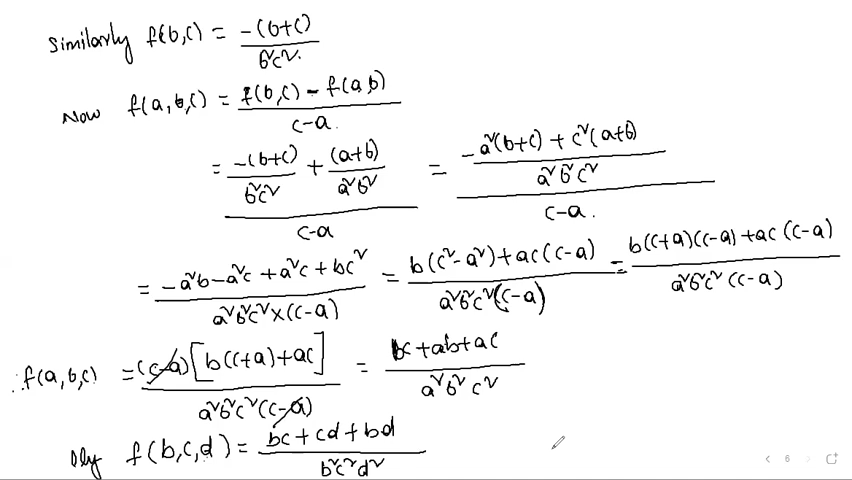 Similarly f(b,c) = -(b+c) / b²c².
Now f(a,b,c) = f(b,c) - f(a,b) / c-a.
= -(b+c) / b²c² + (a+b) / a²b² / c-a = -a²(b+c) + c²(a+b) / a²b²c² / c-a.
= -a²b - a²c + a²c + bc² / a²b²c² × (c-a) = b(c²-a²) + ac(c-a) / a²b²c²(c-a) = b(c+a)(c-a) + ac(c-a) / a²b²c²(c-a)
∴ f(a,b,c) = (c-a)[b(c+a)+ac] / a²b²c²(c-a) = bc+ab+ac / a²b²c²
Illy f(b,c,d) = bc+cd+bd / b²c²d²
6